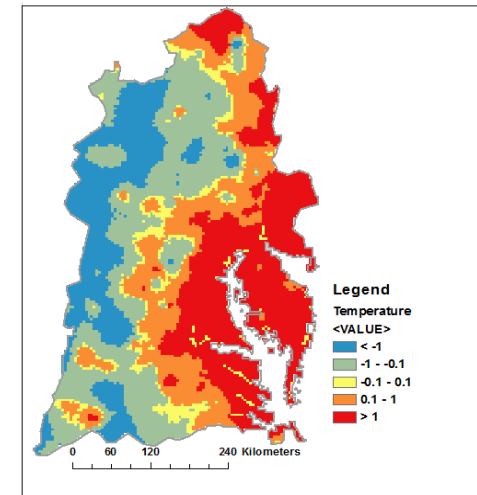 Legend
Temperature
<VALUE>
< -1
-1 - -0.1
-0.1 - 0.1
0.1 - 1
> 1
0 60 120 240 Kilometers